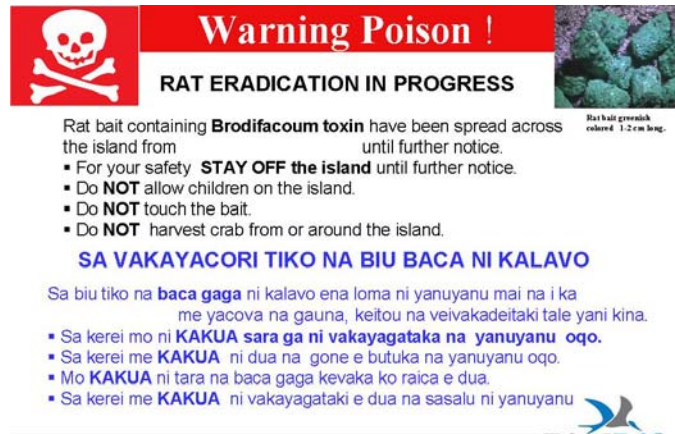 Warning Poison !
RAT ERADICATION IN PROGRESS
Rat bait greenish
colored 1-2 cm long.
Rat bait containing Brodifacoum toxin have been spread across
the island from until further notice.
▪ For your safety STAY OFF the island until further notice.
▪ Do NOT allow children on the island.
▪ Do NOT touch the bait.
▪ Do NOT harvest crab from or around the island.
SA VAKAYACORI TIKO NA BIU BACA NI KALAVO
Sa biu tiko na baca gaga ni kalavo ena loma ni yanuyanu mai na i ka
me yacova na gauna, keitou na veivakadeitaki tale yani kina.
▪ Sa kerei mo ni KAKUA sara ga ni vakayagataka na yanuyanu oqo.
▪ Sa kerei me KAKUA ni dua na gone e butuka na yanuyanu oqo.
▪ Mo KAKUA ni tara na baca gaga kevaka ko raica e dua.
▪ Sa kerei me KAKUA ni vakayagataki e dua na sasalu ni yanuyanu